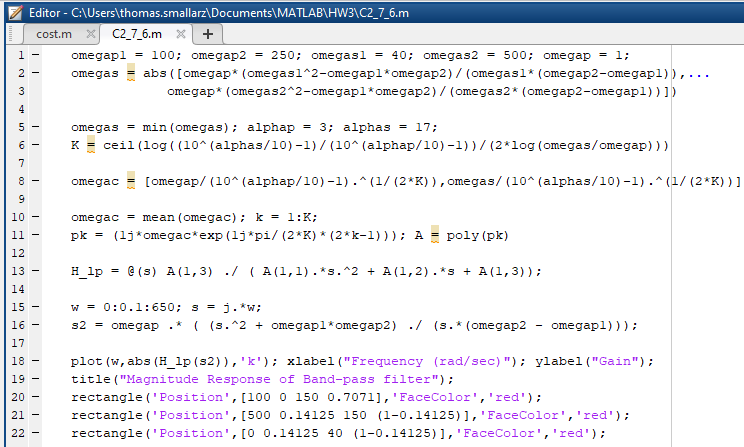 Editor - C:\Users\thomas.smallarz\Documents\MATLAB\HW3\C2_7_6.m
cost.m × C2_7_6.m × +
1 - omegap1 = 100; omegap2 = 250; omegas1 = 40; omegas2 = 500; omegap = 1;
2 - omegas = abs([omegap*(omegas1^2-omegap1*omegap2)/(omegas1*(omegap2-omegap1)),...
3 omegap*(omegas2^2-omegap1*omegap2)/(omegas2*(omegap2-omegap1))])
4
5 - omegas = min(omegas); alphap = 3; alphas = 17;
6 - K = ceil(log((10^(alphas/10)-1)/(10^(alphap/10)-1))/(2*log(omegas/omegap)))
7
8 - omegac = [omegap/(10^(alphap/10)-1).^(1/(2*K)),omegas/(10^(alphas/10)-1).^(1/(2*K))]
9
10 - omegac = mean(omegac); k = 1:K;
11 - pk = (1j*omegac*exp(1j*pi/(2*K)*(2*k-1))); A = poly(pk)
12
13 - H_lp = @(s) A(1,3) ./ ( A(1,1).*s.^2 + A(1,2).*s + A(1,3));
14
15 - w = 0:0.1:650; s = j.*w;
16 - s2 = omegap .* ( (s.^2 + omegap1*omegap2) ./ (s.*(omegap2 - omegap1)));
17
18 - plot(w,abs(H_lp(s2)),'k'); xlabel("Frequency (rad/sec)"); ylabel("Gain");
19 - title("Magnitude Response of Band-pass filter");
20 - rectangle('Position',[100 0 150 0.7071],'FaceColor','red');
21 - rectangle('Position',[500 0.14125 150 (1-0.14125)],'FaceColor','red');
22 - rectangle('Position',[0 0.14125 40 (1-0.14125)],'FaceColor','red');